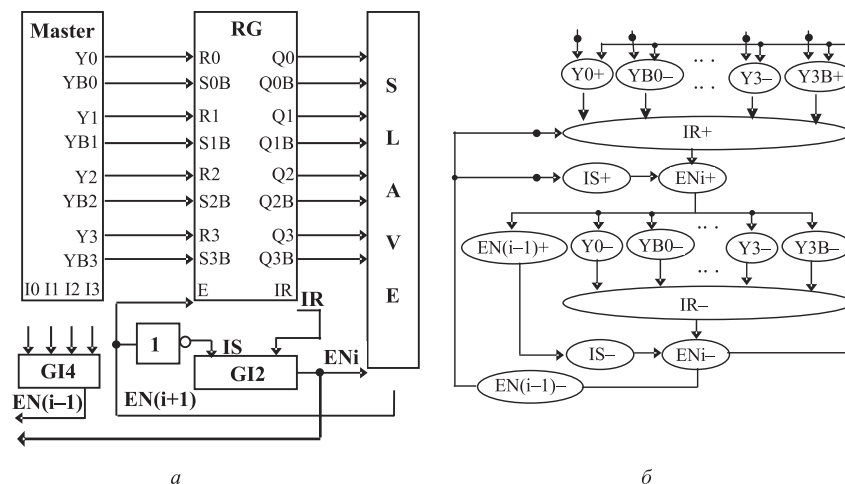 Master
RG
Y0 R0 Q0
YB0 S0B Q0B
Y1 R1 Q1
YB1 S1B Q1B
Y2 R2 Q2
YB2 S2B Q2B
Y3 R3 Q3
YB3 S3B Q3B
I0 I1 I2 I3
E IR
S
L
A
V
E
IR
1
IS
ENi
GI4
GI2
EN(i–1)
EN(i+1)
а
Y0+ YB0– .. . Y3– Y3B+
.. .
IR+
IS+ ENi+
EN(i–1)+ Y0– YB0– .. . Y3– Y3B–
.. .
IR–
IS– ENi–
EN(i–1)–
б